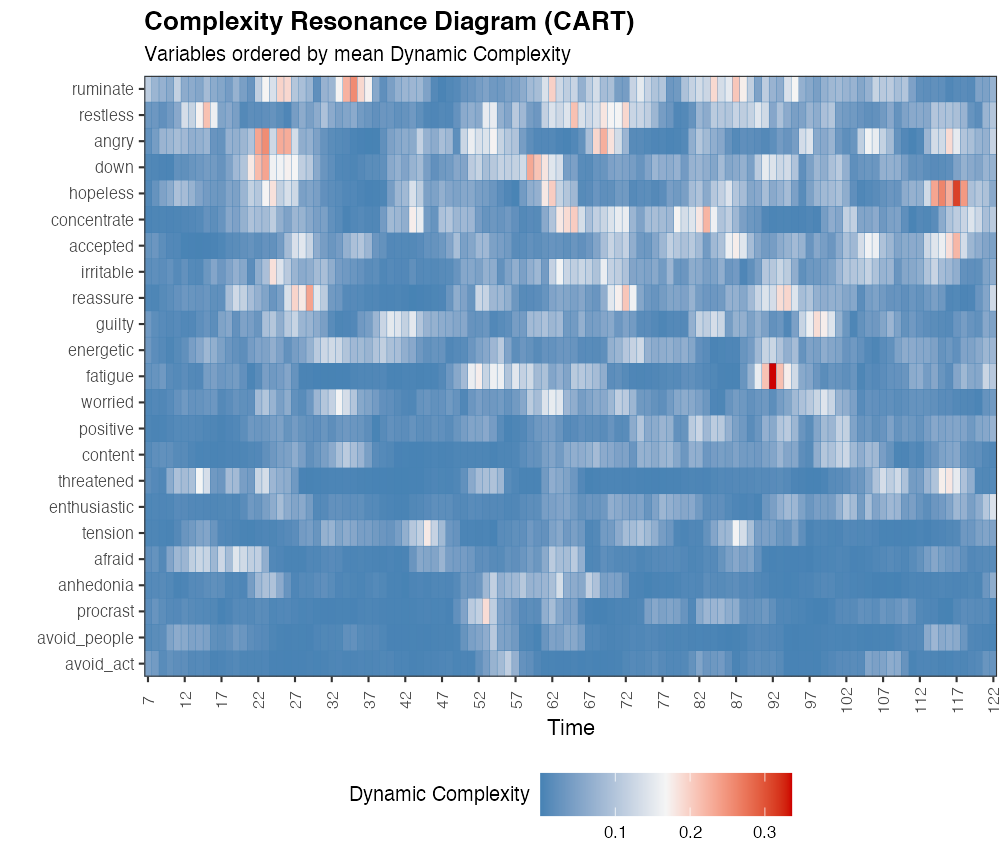 Complexity Resonance Diagram (CART)
Variables ordered by mean Dynamic Complexity
ruminate
restless
angry
down
hopeless
concentrate
accepted
irritable
reassure
guilty
energetic
fatigue
worried
positive
content
threatened
enthusiastic
tension
afraid
anhedonia
procrast
avoid_people
avoid_act
7 12 17 22 27 32 37 42 47 52 57 62 67 72 77 82 87 92 97 102 107 112 117 122
Time
Dynamic Complexity
0.1 0.2 0.3